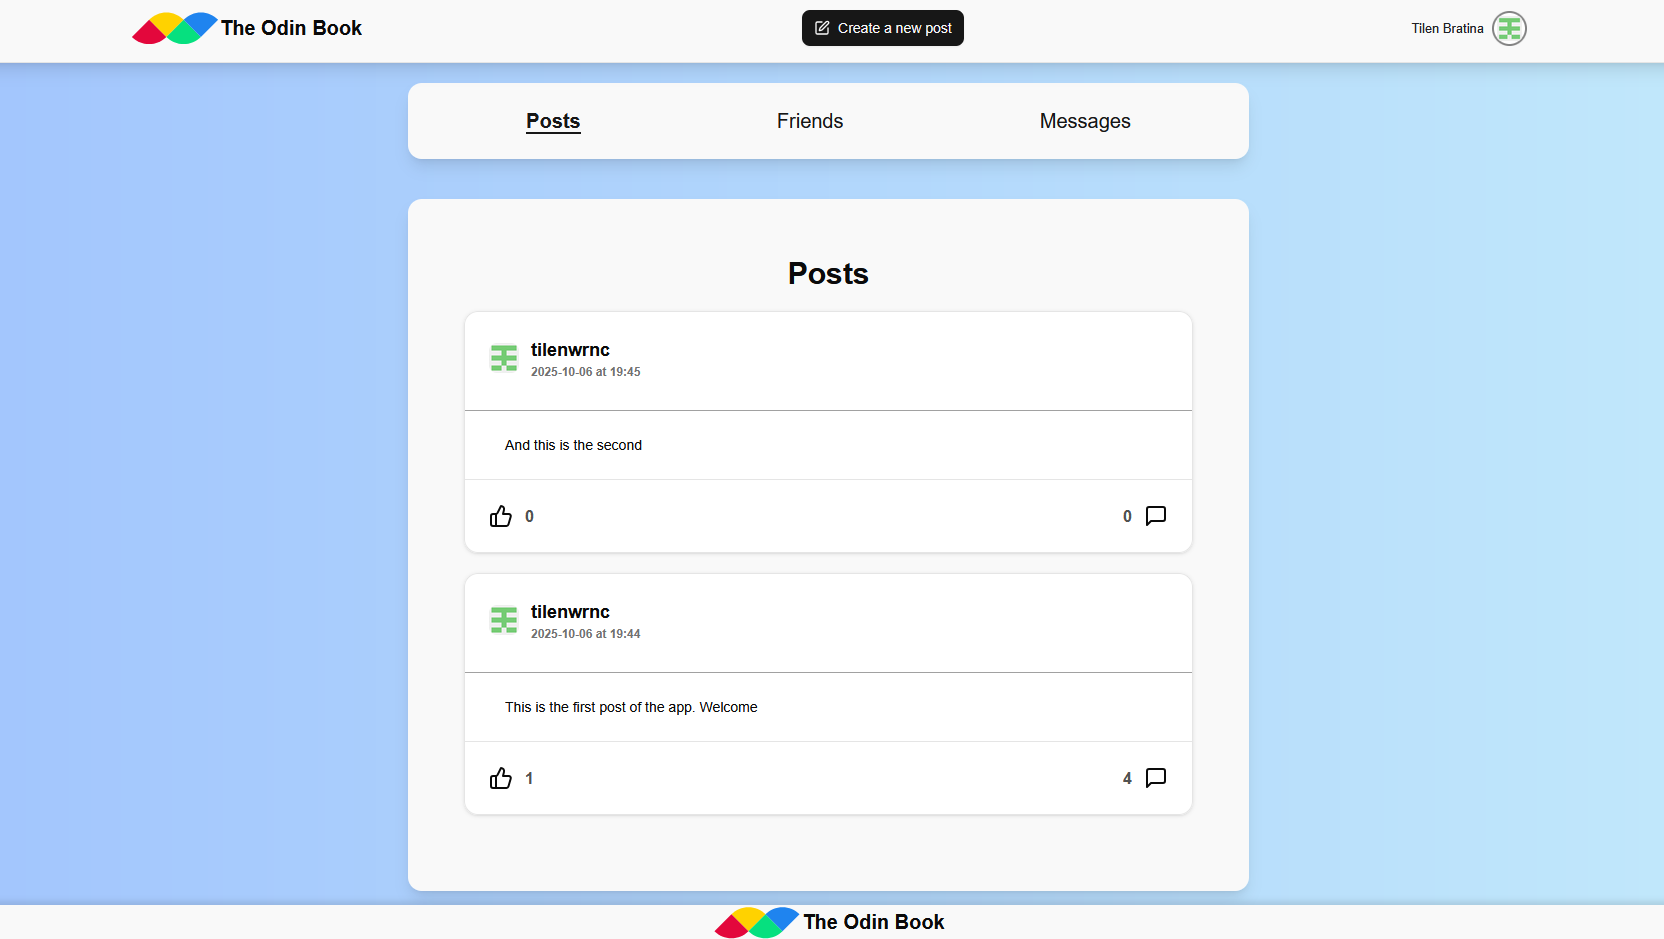 The Odin Book
Create a new post
Tilen Bratina
Posts
Friends
Messages
Posts
tilenwrnc
2025-10-06 at 19:45
And this is the second
0
0
tilenwrnc
2025-10-06 at 19:44
This is the first post of the app. Welcome
1
4
The Odin Book